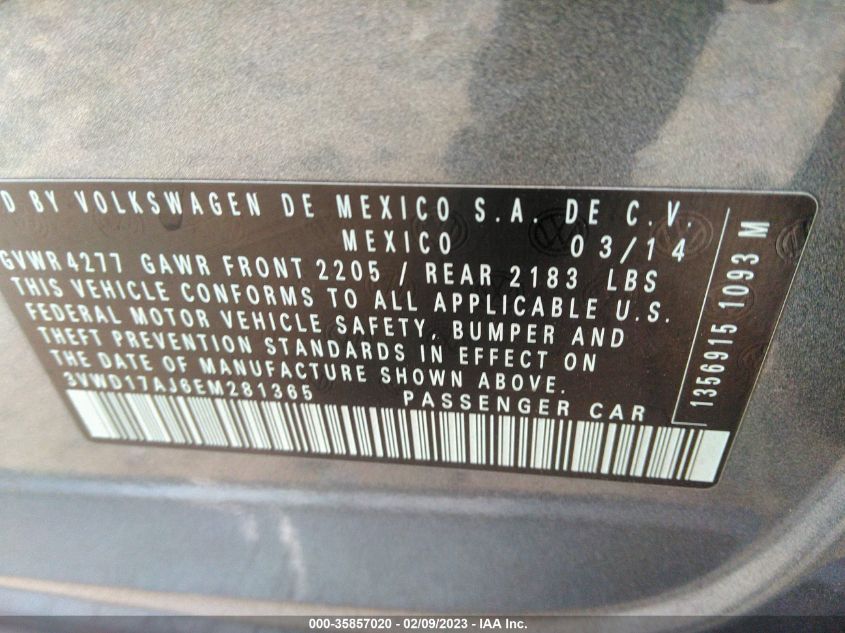 D BY VOLKSWAGEN DE MEXICO S.A. DE C.V.
MEXICO 03/14
GVWR 4277 GAWR FRONT 2205 / REAR 2183 LBS
THIS VEHICLE CONFORMS TO ALL APPLICABLE U.S.
FEDERAL MOTOR VEHICLE SAFETY, BUMPER AND
THEFT PREVENTION STANDARDS IN EFFECT ON
THE DATE OF MANUFACTURE SHOWN ABOVE.
3VWD17AJ6EM281365 PASSENGER CAR
1356915 1093 M
000-35857020 - 02/09/2023 - IAA Inc.